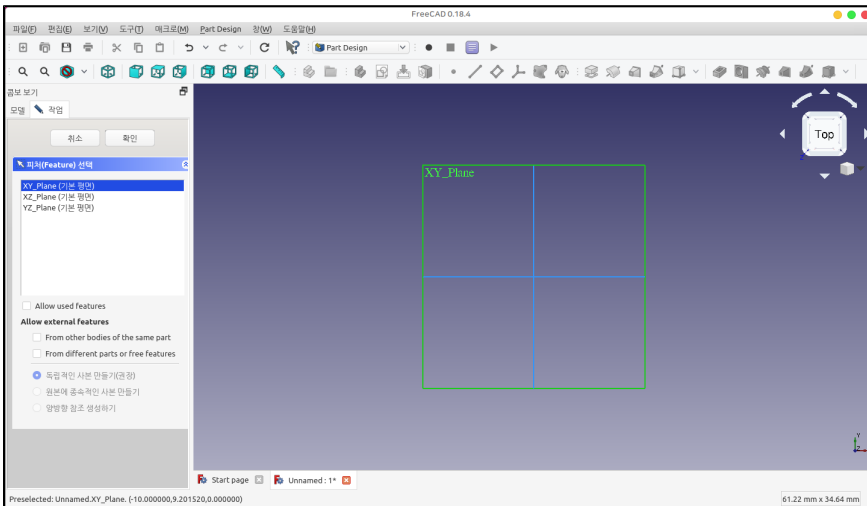 FreeCAD 0.18.4
파일(F) 편집(E) 보기(V) 도구(T) 매크로(M) Part Design 창(W) 도움말(H)
Part Design
콤보 보기
모델 작업
취소 확인
피처(Feature) 선택
XY_Plane (기본 평면)
XZ_Plane (기본 평면)
YZ_Plane (기본 평면)
Allow used features
Allow external features
From other bodies of the same part
From different parts or free features
독립적인 사본 만들기(권장)
원본에 종속적인 사본 만들기
양방향 참조 생성하기
XY_Plane
Top
Z
Y
Z
Start page Unnamed : 1*
Preselected: Unnamed.XY_Plane. (-10.000000,9.201520,0.000000)
61.22 mm x 34.64 mm